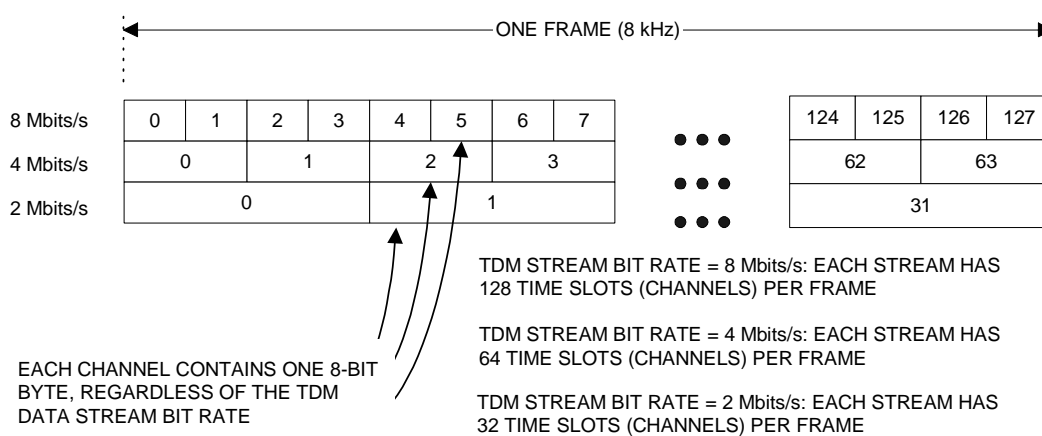 ONE FRAME (8 kHz)
8 Mbits/s 0 1 2 3 4 5 6 7 124 125 126 127
4 Mbits/s 0 1 2 3 62 63
2 Mbits/s 0 1 31
TDM STREAM BIT RATE = 8 Mbits/s: EACH STREAM HAS
128 TIME SLOTS (CHANNELS) PER FRAME
TDM STREAM BIT RATE = 4 Mbits/s: EACH STREAM HAS
64 TIME SLOTS (CHANNELS) PER FRAME
TDM STREAM BIT RATE = 2 Mbits/s: EACH STREAM HAS
32 TIME SLOTS (CHANNELS) PER FRAME
EACH CHANNEL CONTAINS ONE 8-BIT
BYTE, REGARDLESS OF THE TDM
DATA STREAM BIT RATE